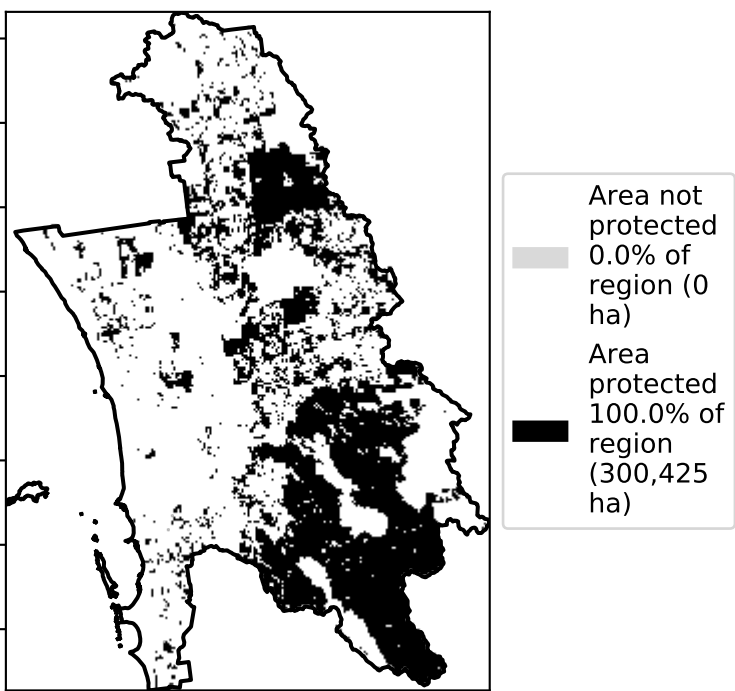 Area not
protected
0.0% of
region (0
ha)
Area
protected
100.0% of
region
(300,425
ha)